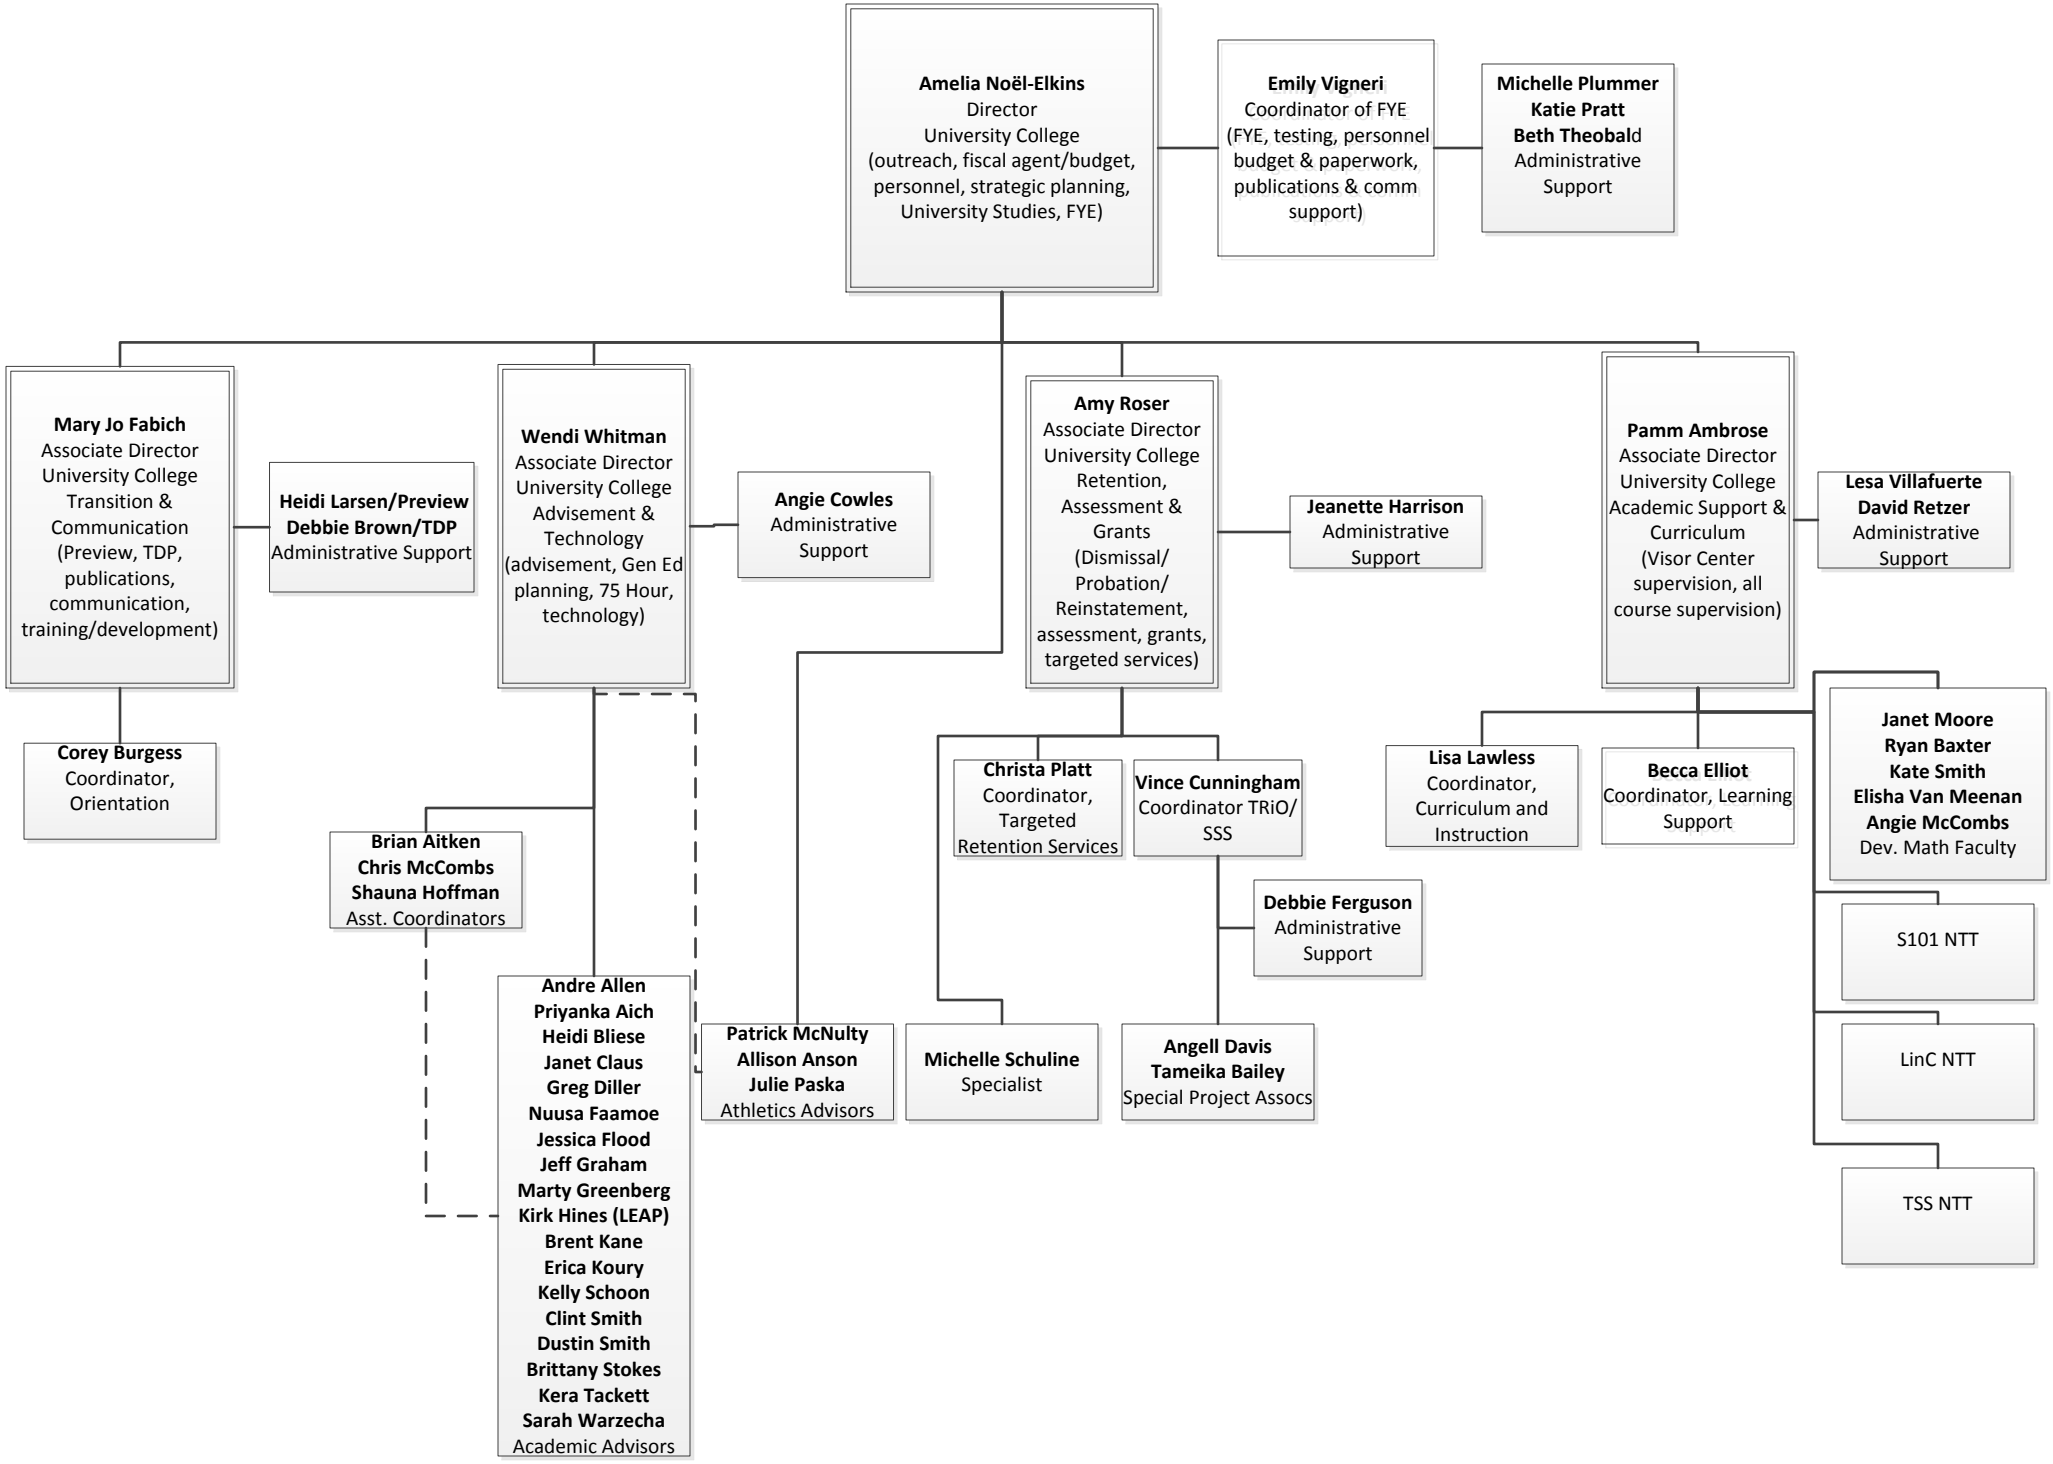 Amelia Noël-Elkins
Director
University College
(outreach, fiscal agent/budget,
personnel, strategic planning,
University Studies, FYE)
Emily Vigneri
Coordinator of FYE
(FYE, testing, personnel
budget & paperwork,
publications & comm
support)
Michelle Plummer
Katie Pratt
Beth Theobald
Administrative
Support
Mary Jo Fabich
Associate Director
University College
Transition &
Communication
(Preview, TDP,
publications,
communication,
training/development)
Heidi Larsen/Preview
Debbie Brown/TDP
Administrative Support
Wendi Whitman
Associate Director
University College
Advisement &
Technology
(advisement, Gen Ed
planning, 75 Hour,
technology)
Angie Cowles
Administrative
Support
Amy Roser
Associate Director
University College
Retention,
Assessment &
Grants
(Dismissal/
Probation/
Reinstatement,
assessment, grants,
targeted services)
Jeanette Harrison
Administrative
Support
Pamm Ambrose
Associate Director
University College
Academic Support &
Curriculum
(Visor Center
supervision, all
course supervision)
Lesa Villafuerte
David Retzer
Administrative
Support
Corey Burgess
Coordinator,
Orientation
Brian Aitken
Chris McCombs
Shauna Hoffman
Asst. Coordinators
Christa Platt
Coordinator,
Targeted
Retention Services
Vince Cunningham
Coordinator TRiO/
SSS
Debbie Ferguson
Administrative
Support
Lisa Lawless
Coordinator,
Curriculum and
Instruction
Becca Elliot
Coordinator, Learning
Support
Janet Moore
Ryan Baxter
Kate Smith
Elisha Van Meenan
Angie McCombs
Dev. Math Faculty
S101 NTT
LinC NTT
TSS NTT
Andre Allen
Priyanka Aich
Heidi Bliese
Janet Claus
Greg Diller
Nuusa Faamoe
Jessica Flood
Jeff Graham
Marty Greenberg
Kirk Hines (LEAP)
Brent Kane
Erica Koury
Kelly Schoon
Clint Smith
Dustin Smith
Brittany Stokes
Kera Tackett
Sarah Warzecha
Academic Advisors
Patrick McNulty
Allison Anson
Julie Paska
Athletics Advisors
Michelle Schuline
Specialist
Angell Davis
Tameika Bailey
Special Project Assocs